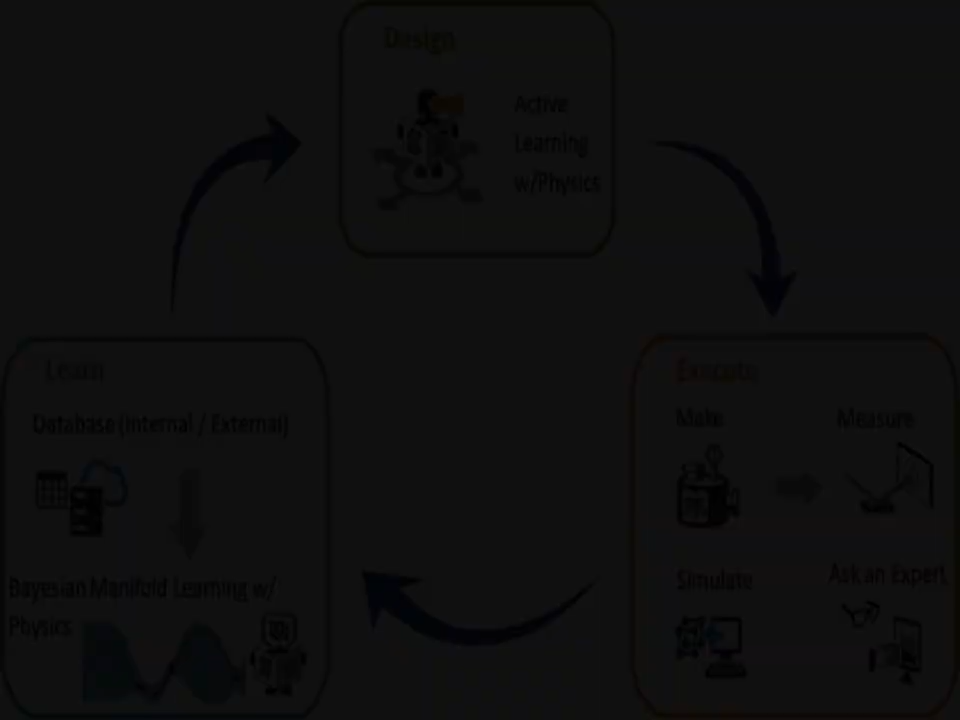 Design
Active
Learning
w/Physics
Learn
Database (Internal / External)
Bayesian Manifold Learning w/
Physics
Execute
Make
Measure
Simulate
Ask an Expert